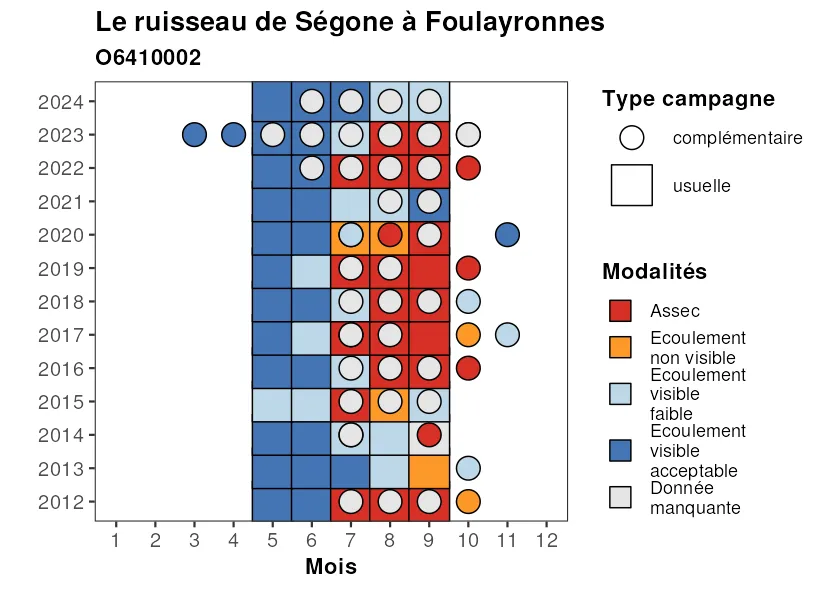 Le ruisseau de Ségone à Foulayronnes
O6410002
2024
2023
2022
2021
2020
2019
2018
2017
2016
2015
2014
2013
2012
1 2 3 4 5 6 7 8 9 10 11 12
Mois
Type campagne
complémentaire
usuelle
Modalités
Assec
Ecoulement
non visible
Ecoulement
visible
faible
Ecoulement
visible
acceptable
Donnée
manquante